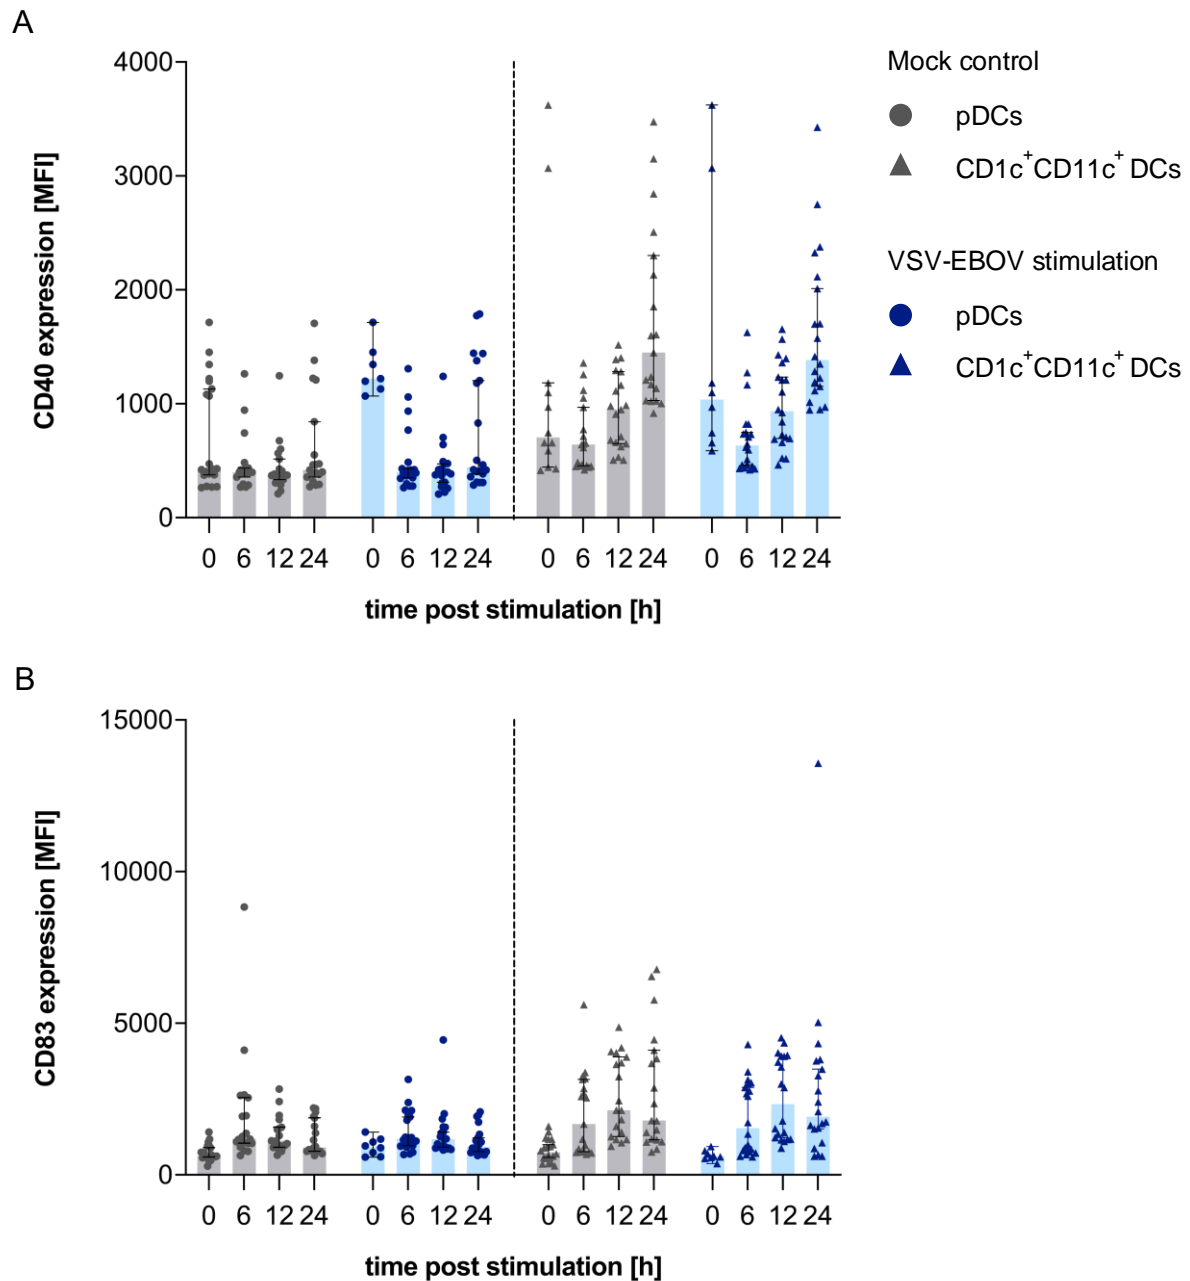 A
4000
3000
2000
1000
0
CD40 expression [MFI]
0 6 12 24 0 6 12 24 0 6 12 24 0 6 12 24
time post stimulation [h]
Mock control
pDCs
CD1c+CD11c+ DCs
VSV-EBOV stimulation
pDCs
CD1c+CD11c+ DCs
B
15000
10000
5000
0
CD83 expression [MFI]
0 6 12 24 0 6 12 24 0 6 12 24 0 6 12 24
time post stimulation [h]